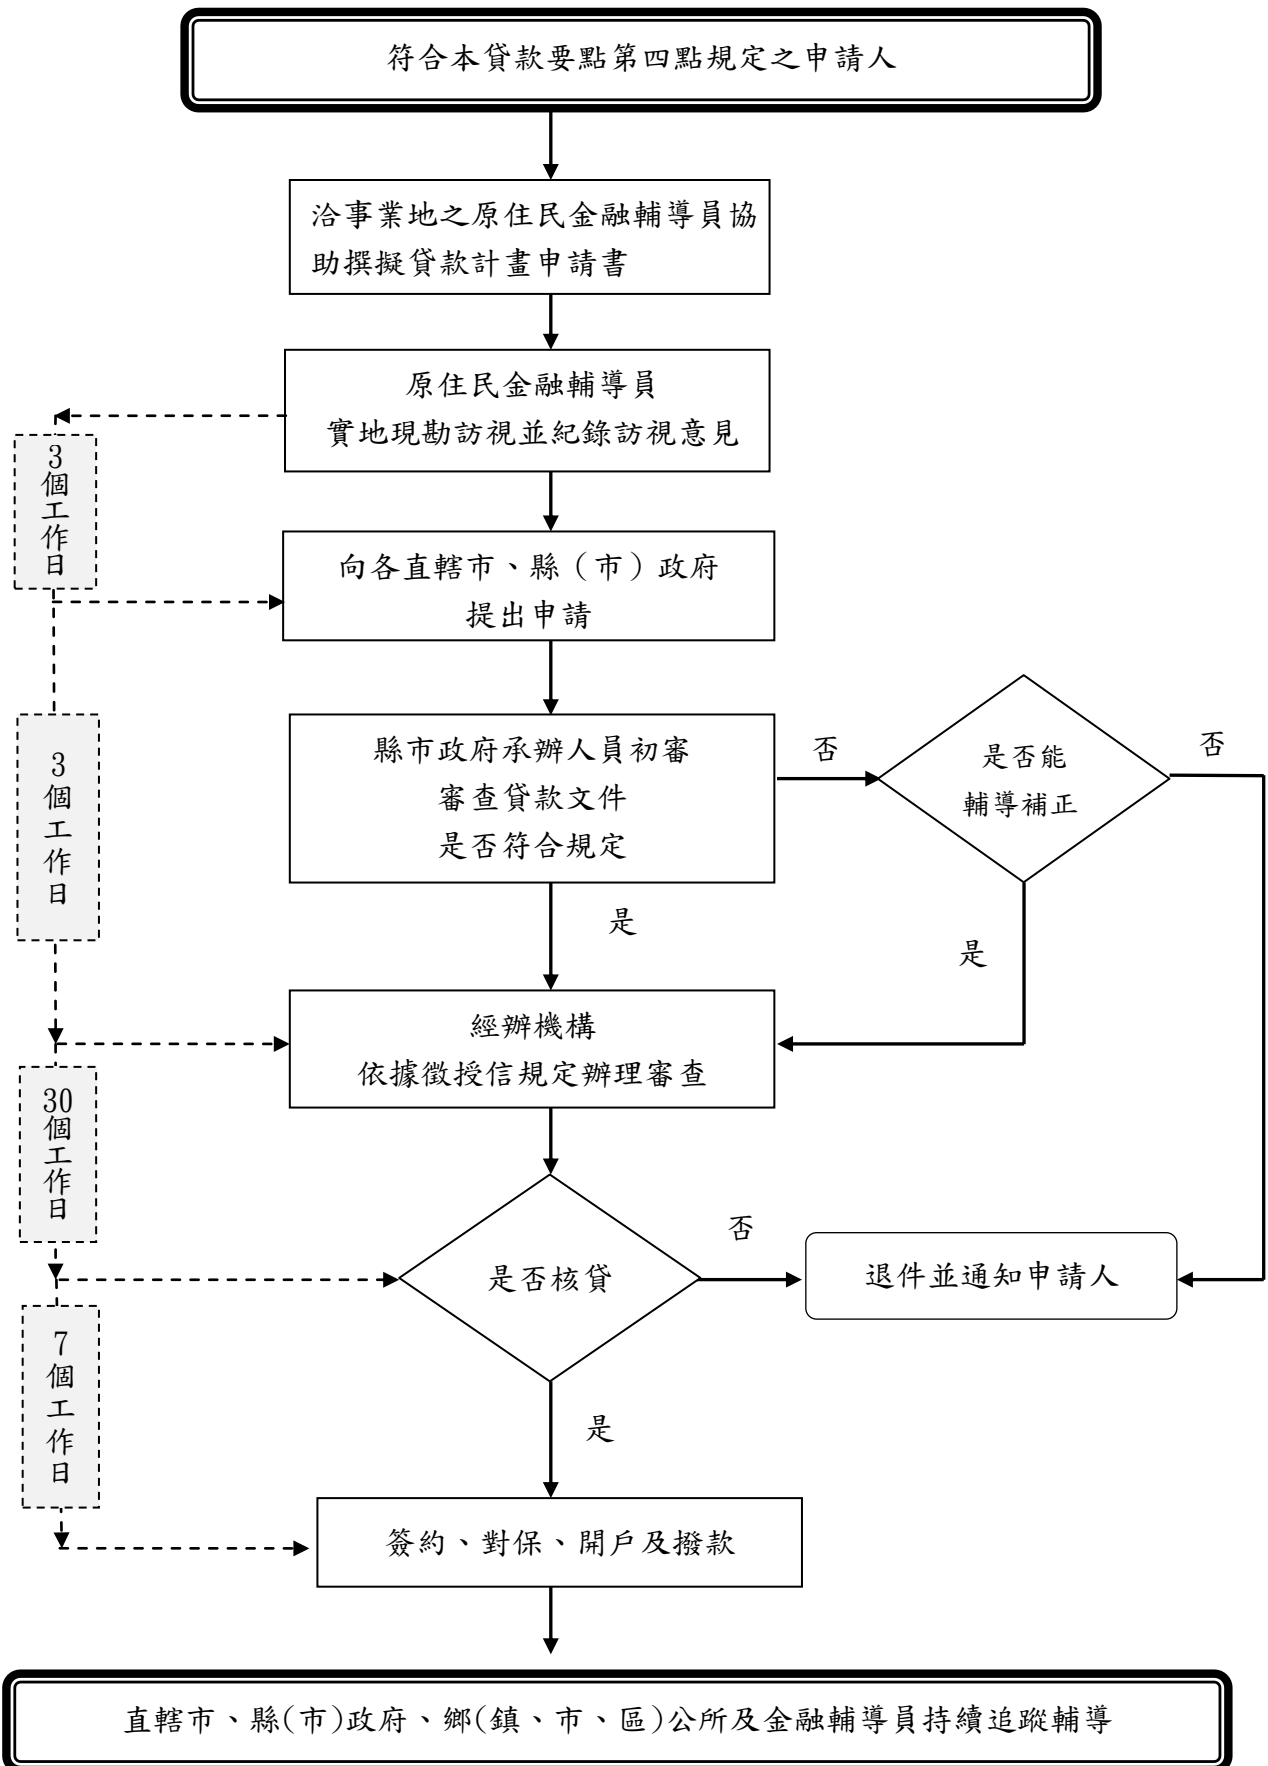 符合本貸款要點第四點規定之申請人
洽事業地之原住民金融輔導員協
助撰擬貸款計畫申請書
原住民金融輔導員
實地現勘訪視並紀錄訪視意見
3個工作日
向各直轄市、縣（市）政府
提出申請
3個工作日
縣市政府承辦人員初審
審查貸款文件
是否符合規定
否
是否能
輔導補正
否
是
是
經辦機構
依據徵授信規定辦理審查
30個工作日
是否核貸
否
退件並通知申請人
7個工作日
是
簽約、對保、開戶及撥款
直轄市、縣(市)政府、鄉(鎮、市、區)公所及金融輔導員持續追蹤輔導